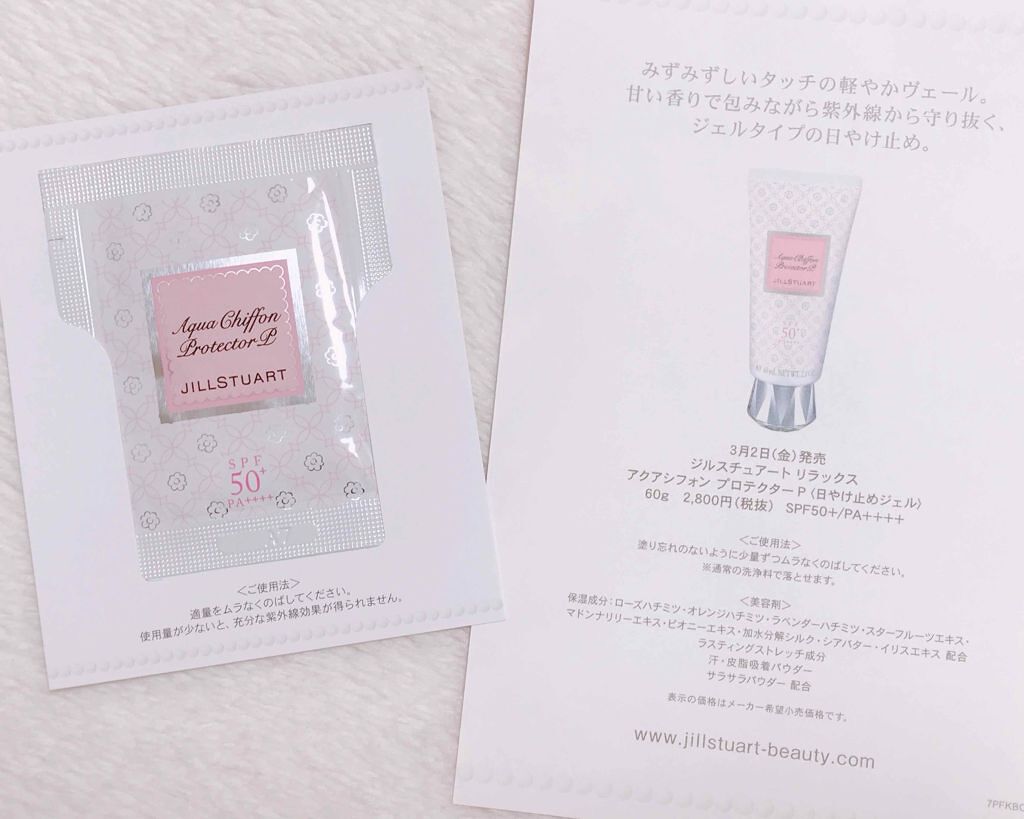 Aqua Chiffon
Protector P
JILLSTUART
SPF
50+
PA++++
<ご使用法>
適量をムラなくのばしてください。
使用量が少ないと、充分な紫外線効果が得られません。
みずみずしいタッチの軽やかヴェール。
甘い香りで包みながら紫外線から守り抜く、
ジェルタイプの日やけ止め。
Aqua Chiffon
Protector P
JILLSTUART
SPF
50+
PA++++
3月2日(金)発売
ジルスチュアート リラックス
アクアシフォン プロテクター P 〈日やけ止めジェル〉
60g 2,800円(税抜) SPF50+/PA++++
<ご使用法>
塗り忘れのないように少量ずつムラなくのばしてください。
※通常の洗浄料で落とせます。
<美容剤>
保湿成分:ローズハチミツ・オレンジハチミツ・ラベンダーハチミツ・スターフルーツエキス・
マドンナリリーエキス・ピオニーエキス・加水分解シルク・シアバター・イリスエキス 配合
ラスティングストレッチ成分
汗・皮脂吸着パウダー
サラサラパウダー 配合
表示の価格はメーカー希望小売価格です。
www.jillstuart-beauty.com